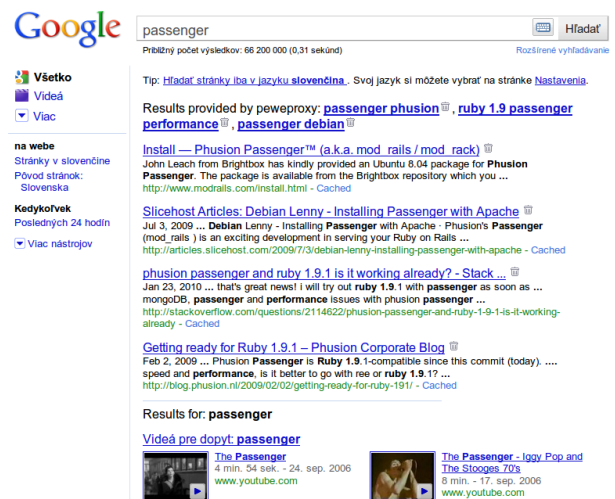 Google
passenger
Hľadať
Približný počet výsledkov: 66 200 000 (0,31 sekúnd)
Rozšírené vyhľadávanie
Všetko
Videá
Viac
na webe
Stránky v slovenčine
Pôvod stránok:
Slovenska
Kedykoľvek
Posledných 24 hodín
Viac nástrojov
Tip: Hľadať stránky iba v jazyku slovenčina . Svoj jazyk si môžete vybrať na stránke Nastavenia.
Results provided by peweproxy: passenger phusion , ruby 1.9 passenger
performance , passenger debian
Install — Phusion Passenger™ (a.k.a. mod_rails / mod_rack)
John Leach from Brightbox has kindly provided an Ubuntu 8.04 package for Phusion
Passenger. The package is available from the Brightbox repository which you ...
http://www.modrails.com/install.html - Cached
Slicehost Articles: Debian Lenny - Installing Passenger with Apache
Jul 3, 2009 ... Debian Lenny - Installing Passenger with Apache · Phusion's Passenger
(mod_rails ) is an exciting development in serving your Ruby on Rails ...
http://articles.slicehost.com/2009/7/3/debian-lenny-installing-passenger-with-apache - Cached
phusion passenger and ruby 1.9.1 is it working already? - Stack ...
Jan 23, 2010 ... that's great news! i will try out ruby 1.9.1 with passenger as soon as ...
mongoDB, passenger and performance issues with phusion passenger ...
http://stackoverflow.com/questions/2114622/phusion-passenger-and-ruby-1-9-1-is-it-working-
already - Cached
Getting ready for Ruby 1.9.1 – Phusion Corporate Blog
Feb 2, 2009 ... Phusion Passenger is Ruby 1.9.1-compatible since this commit (today). ....
speed and performance, is it better to go with ree or ruby 1.9.1? ...
http://blog.phusion.nl/2009/02/02/getting-ready-for-ruby-191/ - Cached
Results for: passenger
Videá pre dopyt: passenger
The Passenger
4 min. 54 sek. - 24. sep. 2006
www.youtube.com
The Passenger - Iggy Pop and
The Stooges 70's
8 min. - 17. sep. 2006
www.youtube.com